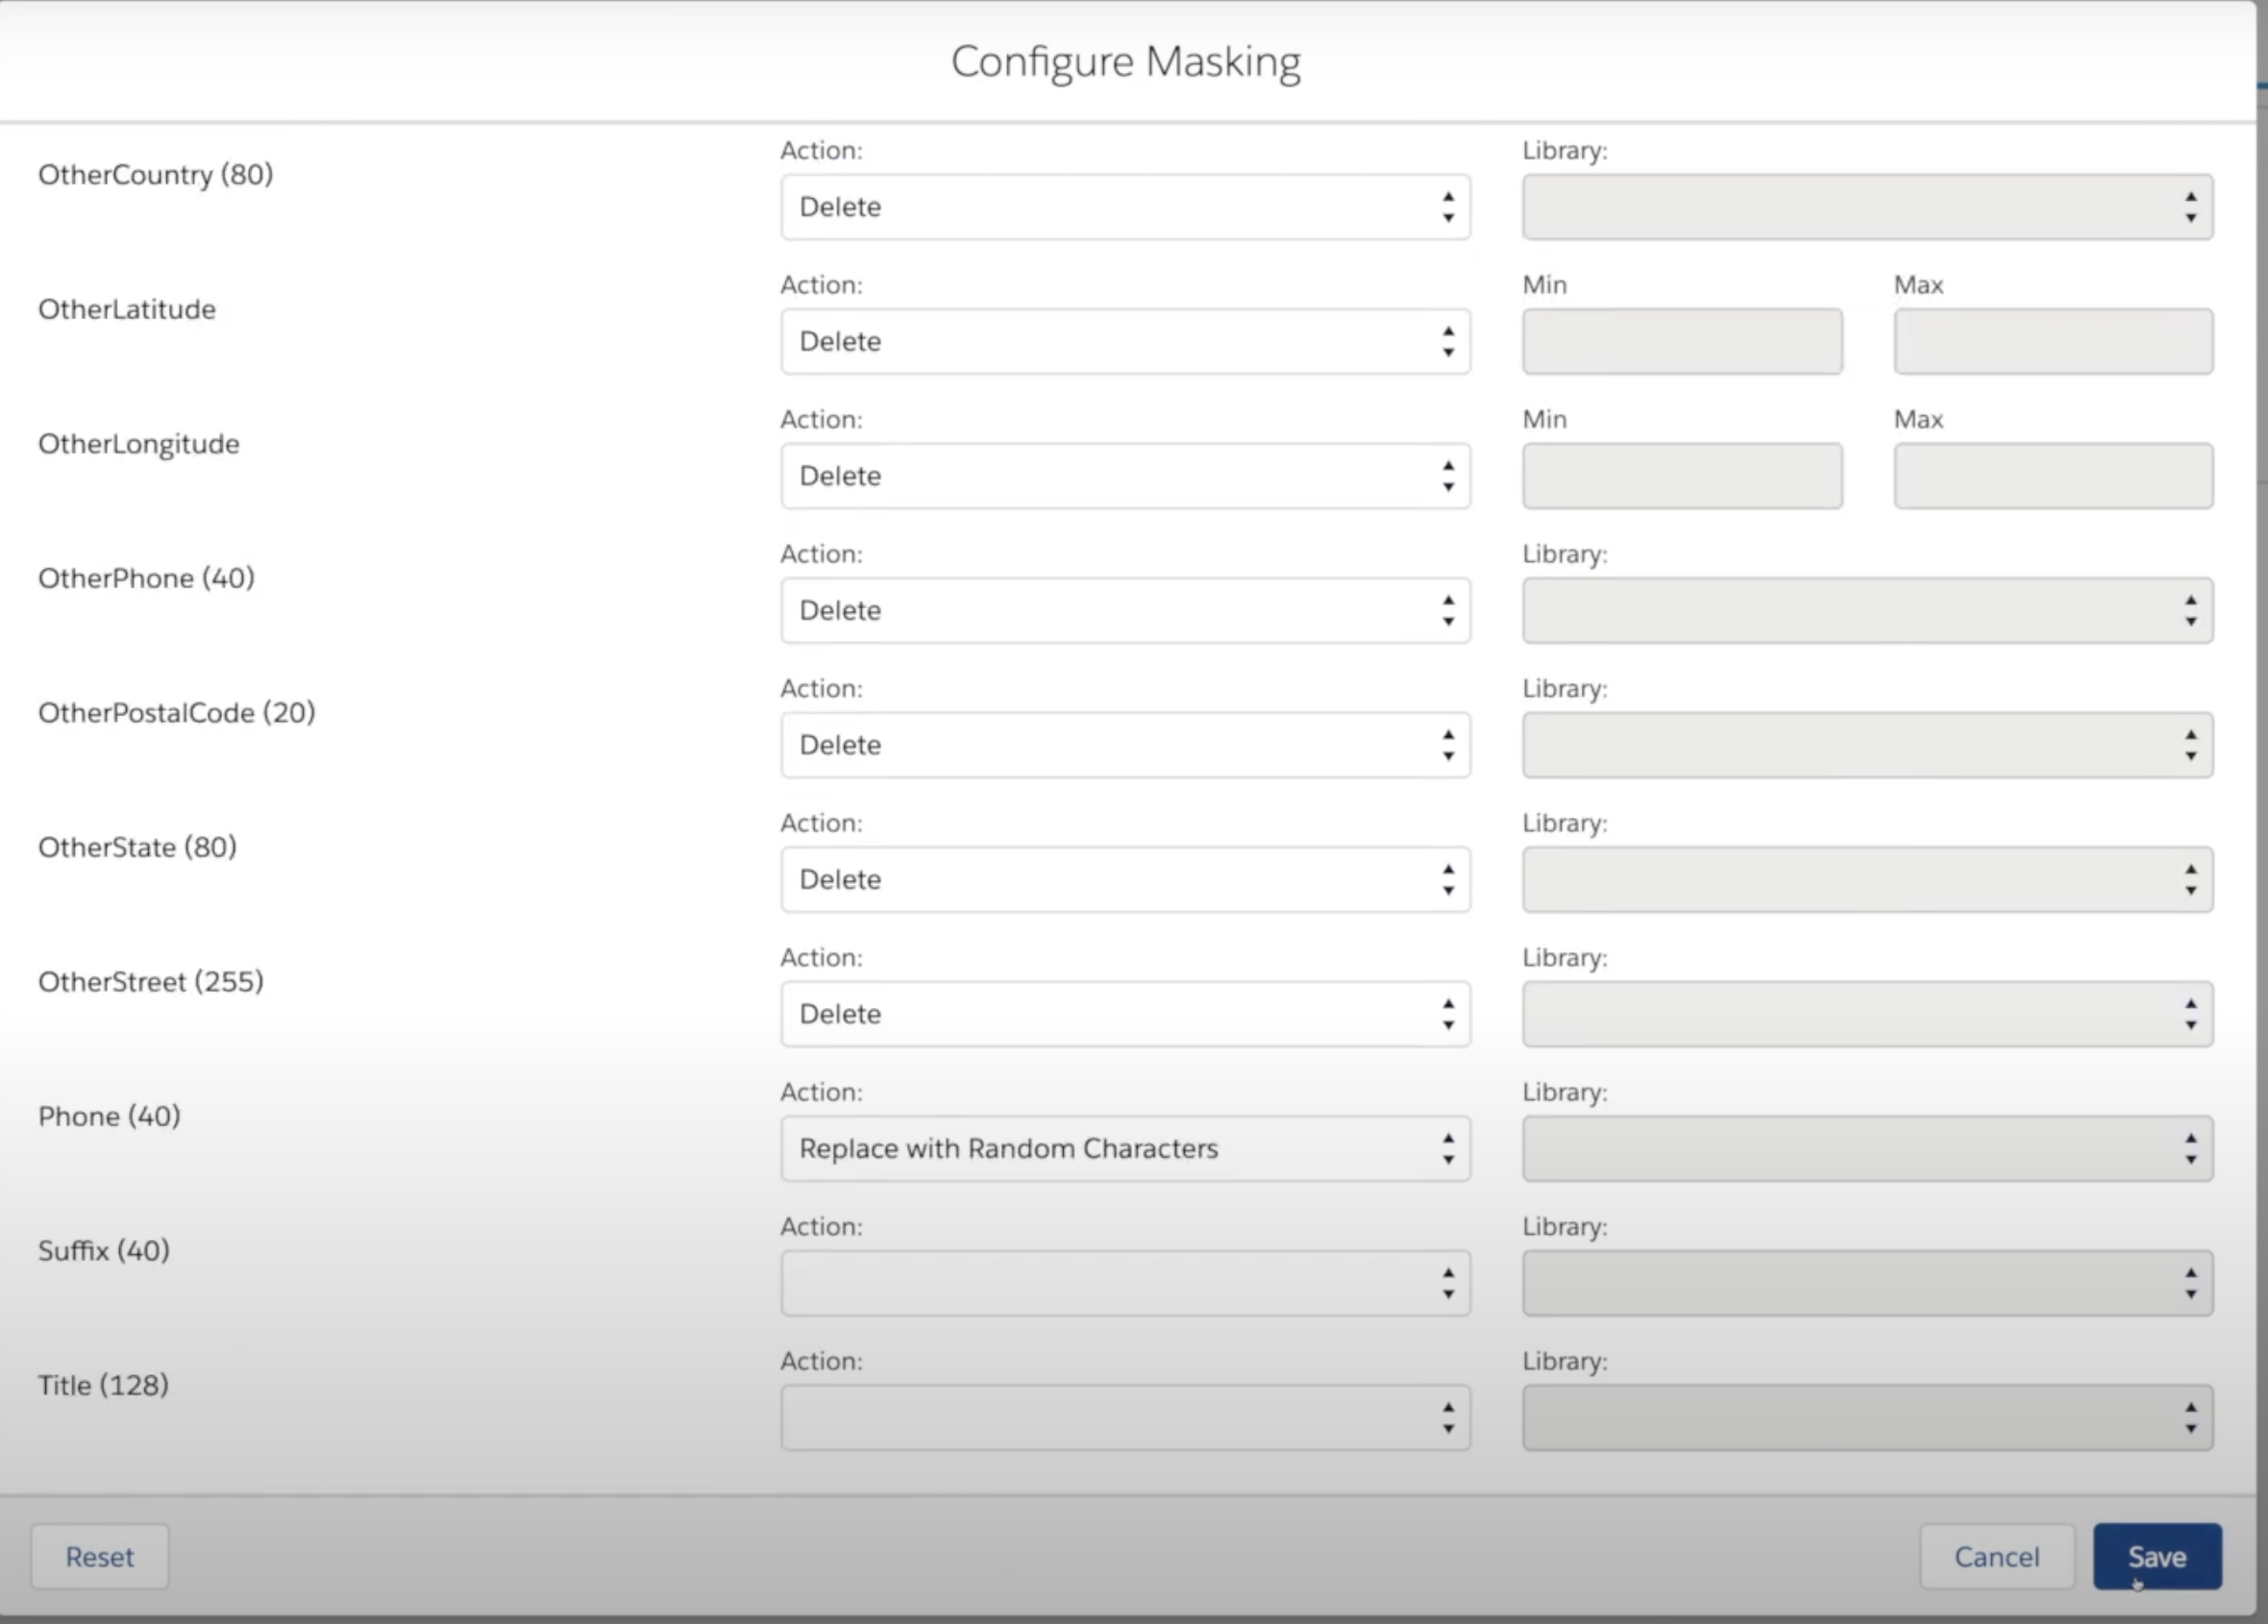 Configure Masking
OtherCountry (80)
Action:
Delete
Library:
OtherLatitude
Action:
Delete
Min
Max
OtherLongitude
Action:
Delete
Min
Max
OtherPhone (40)
Action:
Delete
Library:
OtherPostalCode (20)
Action:
Delete
Library:
OtherState (80)
Action:
Delete
Library:
OtherStreet (255)
Action:
Delete
Library:
Phone (40)
Action:
Replace with Random Characters
Library:
Suffix (40)
Action:
Library:
Title (128)
Action:
Library:
Reset
Cancel
Save